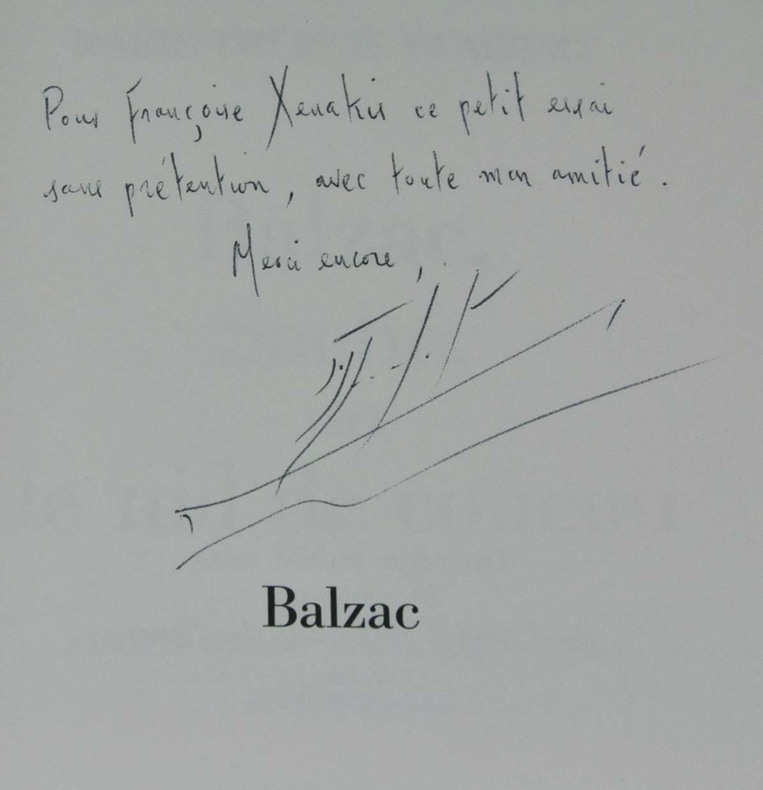 Pour Françoise Xenakis ce petit essai
sans prétention, avec toute mon amitié.
Merci encore,
Balzac